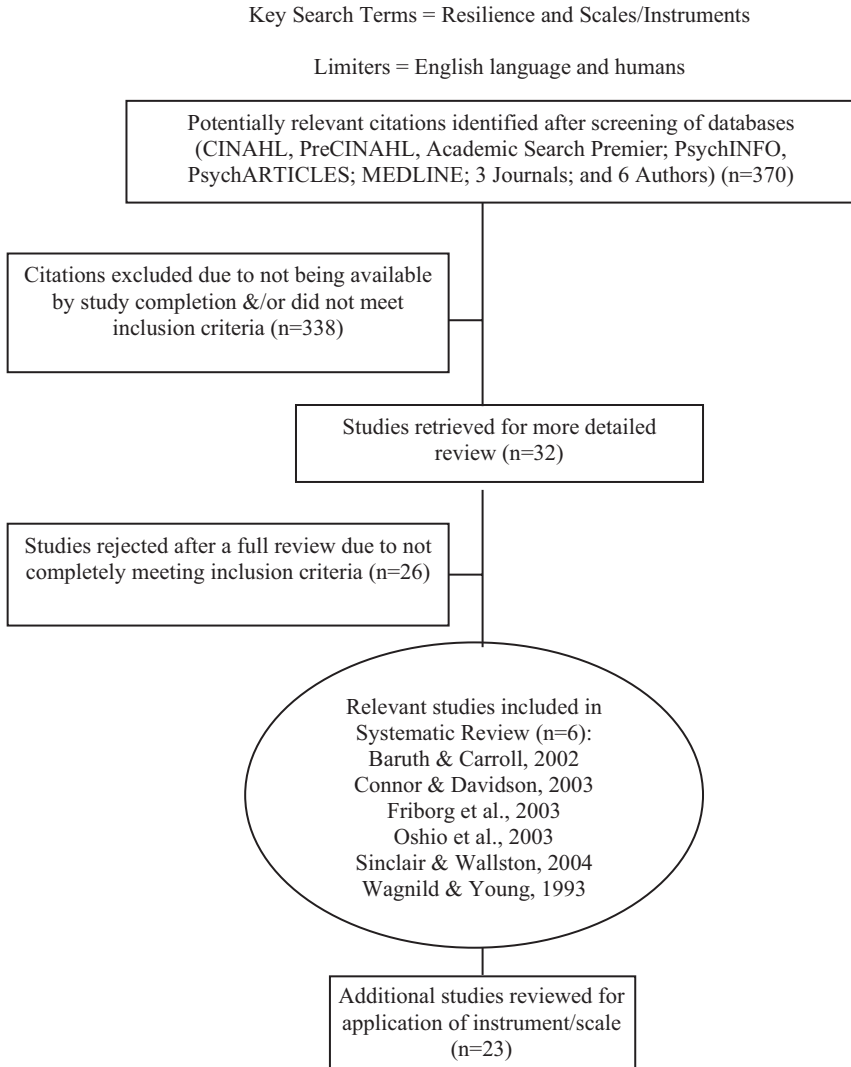 Key Search Terms = Resilience and Scales/Instruments
Limiters = English language and humans
Potentially relevant citations identified after screening of databases
(CINAHL, PreCINAHL, Academic Search Premier; PsychINFO,
PsychARTICLES; MEDLINE; 3 Journals; and 6 Authors) (n=370)
Citations excluded due to not being available
by study completion &/or did not meet
inclusion criteria (n=338)
Studies retrieved for more detailed
review (n=32)
Studies rejected after a full review due to not
completely meeting inclusion criteria (n=26)
Relevant studies included in
Systematic Review (n=6):
Baruth & Carroll, 2002
Connor & Davidson, 2003
Friborg et al., 2003
Oshio et al., 2003
Sinclair & Wallston, 2004
Wagnild & Young, 1993
Additional studies reviewed for
application of instrument/scale
(n=23)